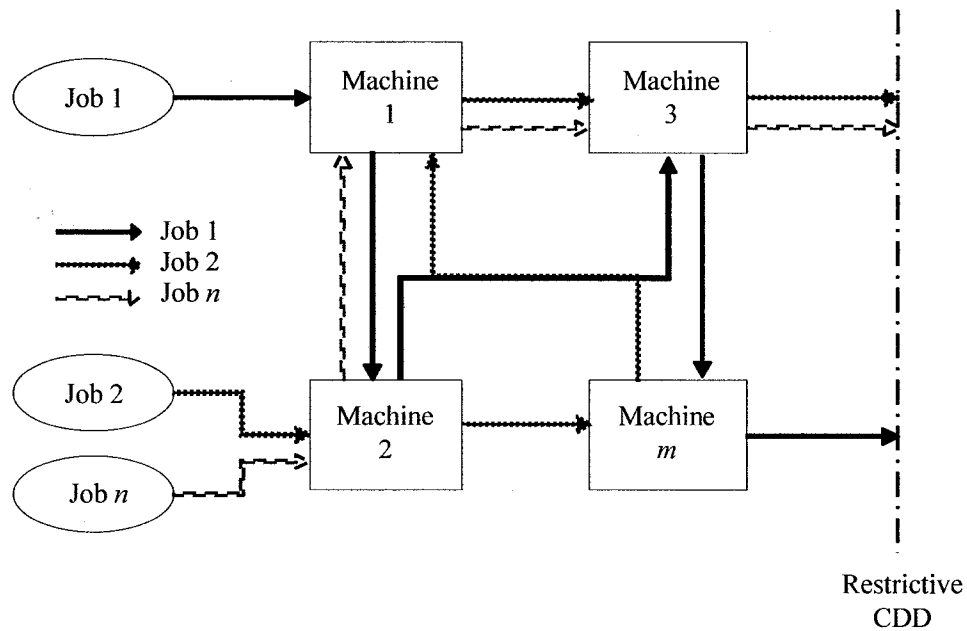 Job 1
Machine
1
Machine
3
Job 1
Job 2
Job n
Job 2
Job n
Machine
2
Machine
m
Restrictive
CDD